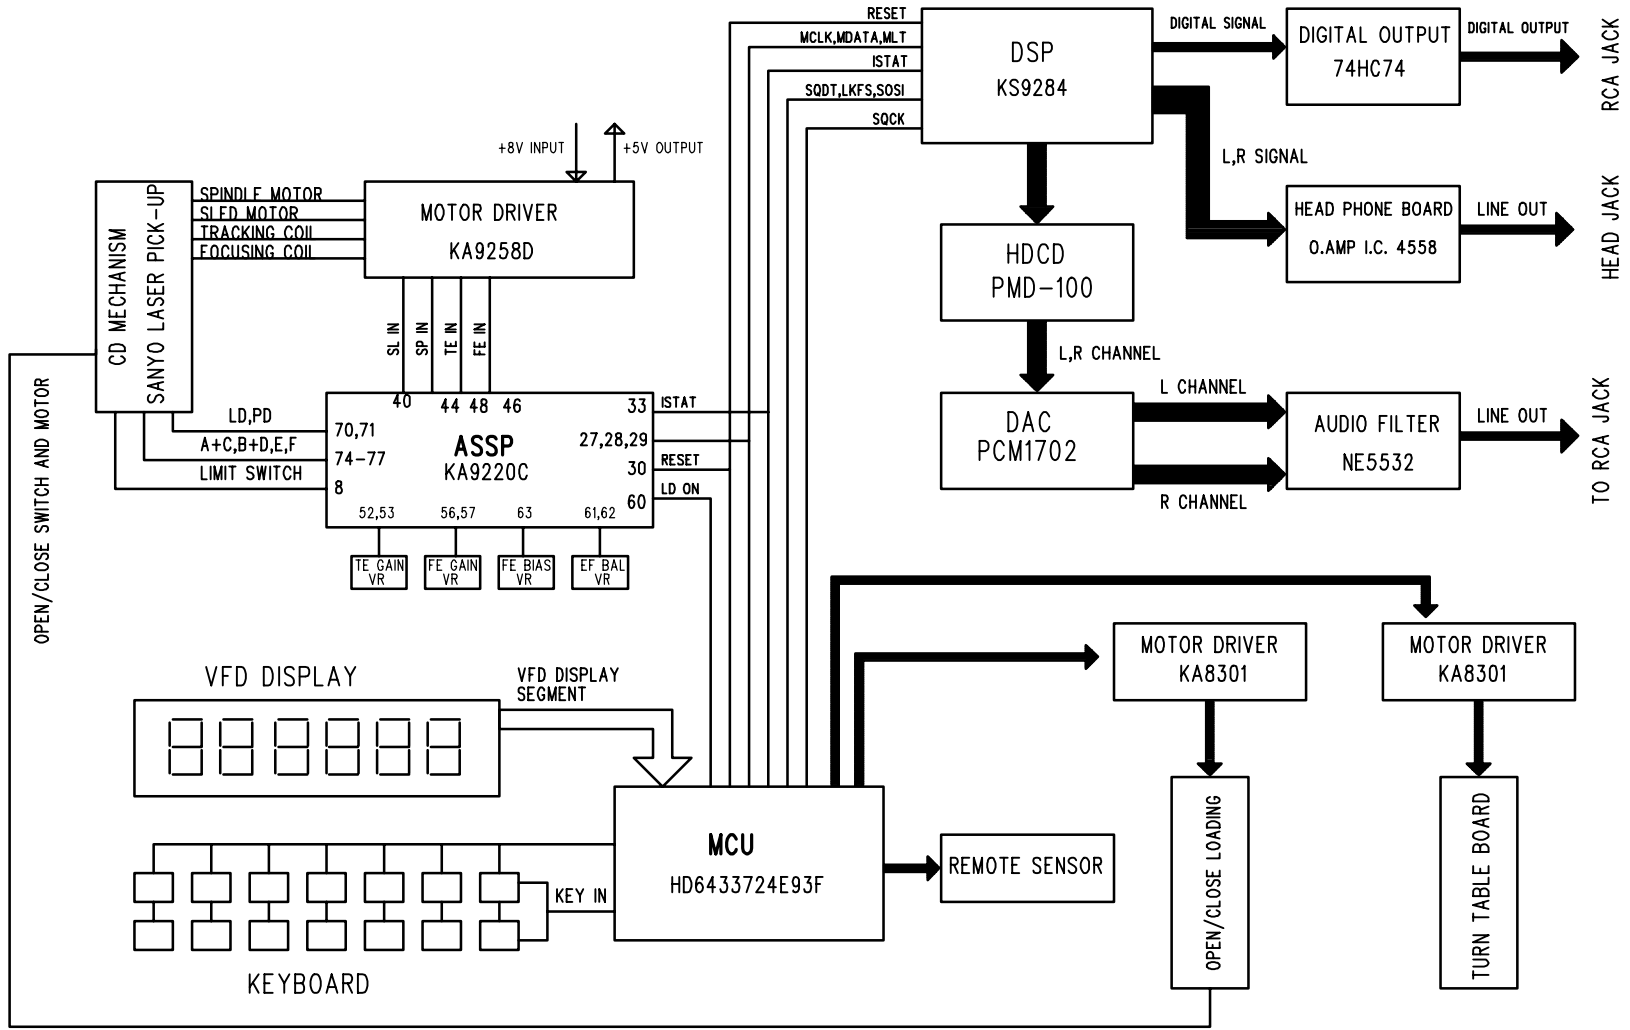 RESET
MCLK,MDATA,MLT
ISTAT
SQDT,LKFS,SOSI
SQCK
DSP
KS9284
DIGITAL SIGNAL
DIGITAL OUTPUT
74HC74
DIGITAL OUTPUT
RCA JACK
L,R SIGNAL
HEAD PHONE BOARD
O.AMP I.C. 4558
LINE OUT
HEAD JACK
+8V INPUT
+5V OUTPUT
CD MECHANISM
SANYO LASER PICK-UP
SPINDLE MOTOR
SLED MOTOR
TRACKING COIL
FOCUSING COIL
MOTOR DRIVER
KA9258D
HDCD
PMD-100
SL IN
SP IN
TE IN
FE IN
L,R CHANNEL
DAC
PCM1702
L CHANNEL
R CHANNEL
AUDIO FILTER
NE5532
LINE OUT
TO RCA JACK
LD,PD
A+C,B+D,E,F
LIMIT SWITCH
40
44
48
46
33
70,71
74-77
8
ASSP
KA9220C
27,28,29
30
60
52,53
56,57
63
61,62
ISTAT
RESET
LD ON
TE GAIN
VR
FE GAIN
VR
FE BIAS
VR
EF BAL
VR
OPEN/CLOSE SWITCH AND MOTOR
VFD DISPLAY
VFD DISPLAY
SEGMENT
MOTOR DRIVER
KA8301
MOTOR DRIVER
KA8301
MCU
HD6433724E93F
REMOTE SENSOR
OPEN/CLOSE LOADING
TURN TABLE BOARD
KEY IN
KEYBOARD